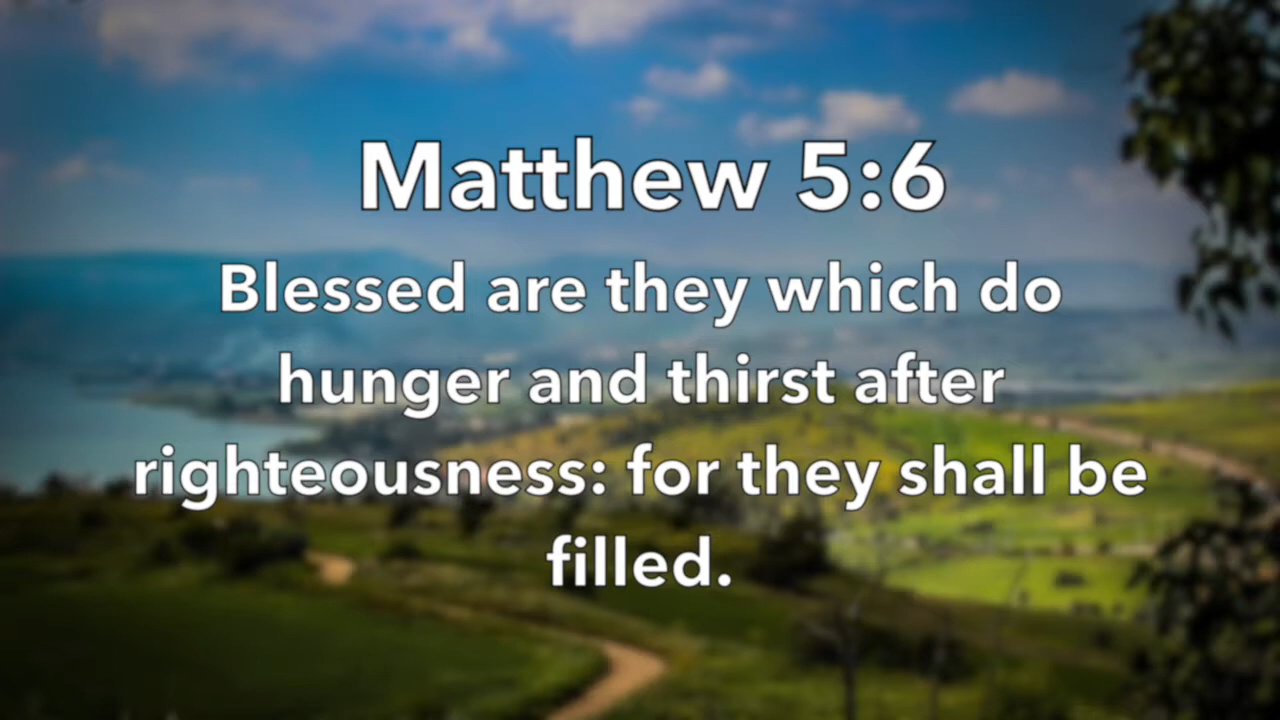 Matthew 5:6
Blessed are they which do
hunger and thirst after
righteousness: for they shall be
filled.